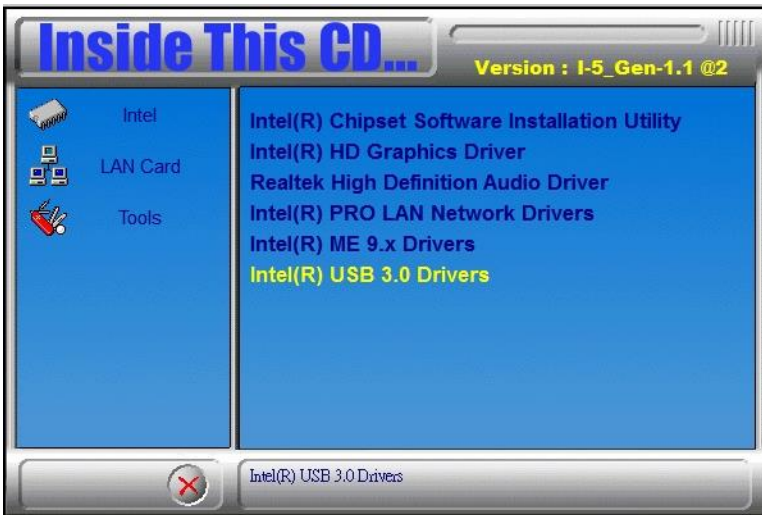 Inside This CD...
Version : I-5_Gen-1.1 @2
Intel
LAN Card
Tools
Intel(R) Chipset Software Installation Utility
Intel(R) HD Graphics Driver
Realtek High Definition Audio Driver
Intel(R) PRO LAN Network Drivers
Intel(R) ME 9.x Drivers
Intel(R) USB 3.0 Drivers
Intel(R) USB 3.0 Drivers